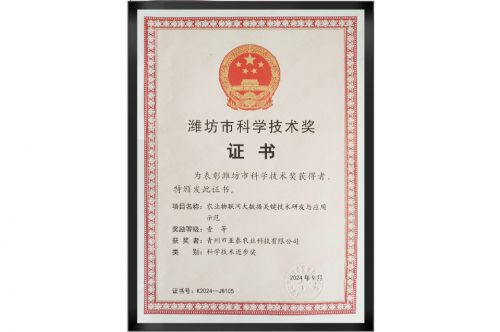 潍坊市科学技术奖
证书
为表彰潍坊市科学技术奖获得者，
特颁发此证书。
项目名称：农业物联网大数据关键技术研发与应用
示范
奖励等级：壹等
获奖者：青州市亚泰农业科技有限公司
类别：科学技术进步奖
2024年9月
证书号：K2024—J8105